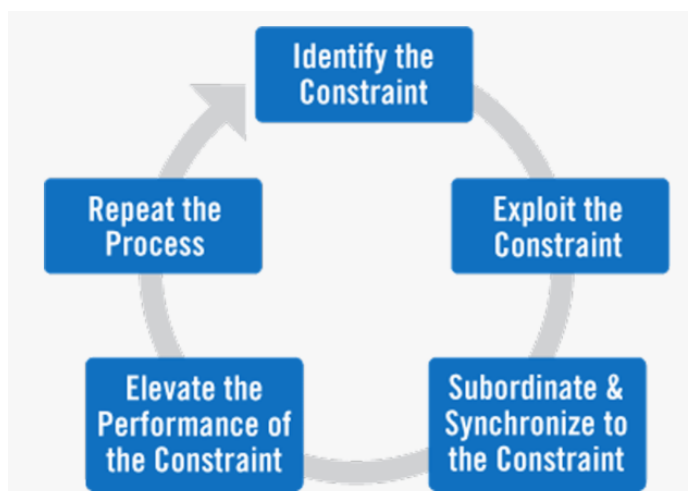 Identify the
Constraint
Exploit the
Constraint
Subordinate &
Synchronize to
the Constraint
Elevate the
Performance of
the Constraint
Repeat the
Process